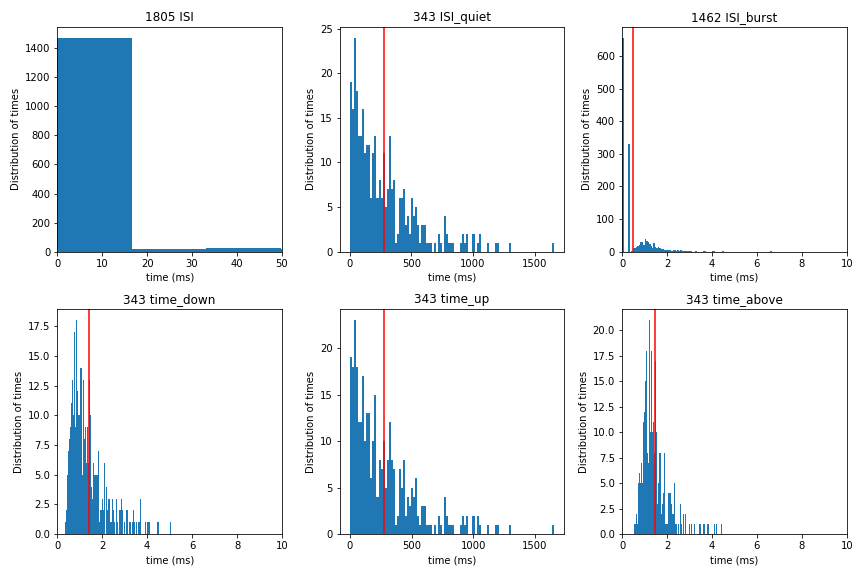 1805 ISI
Distribution of times
1400
1200
1000
800
600
400
200
0
0 10 20 30 40 50
time (ms)
343 ISI_quiet
Distribution of times
25
20
15
10
5
0
0 500 1000 1500
time (ms)
1462 ISI_burst
Distribution of times
600
500
400
300
200
100
0
0 2 4 6 8 10
time (ms)
343 time_down
Distribution of times
17.5
15.0
12.5
10.0
7.5
5.0
2.5
0.0
0 2 4 6 8 10
time (ms)
343 time_up
Distribution of times
20
15
10
5
0
0 500 1000 1500
time (ms)
343 time_above
Distribution of times
20.0
17.5
15.0
12.5
10.0
7.5
5.0
2.5
0.0
0 2 4 6 8 10
time (ms)